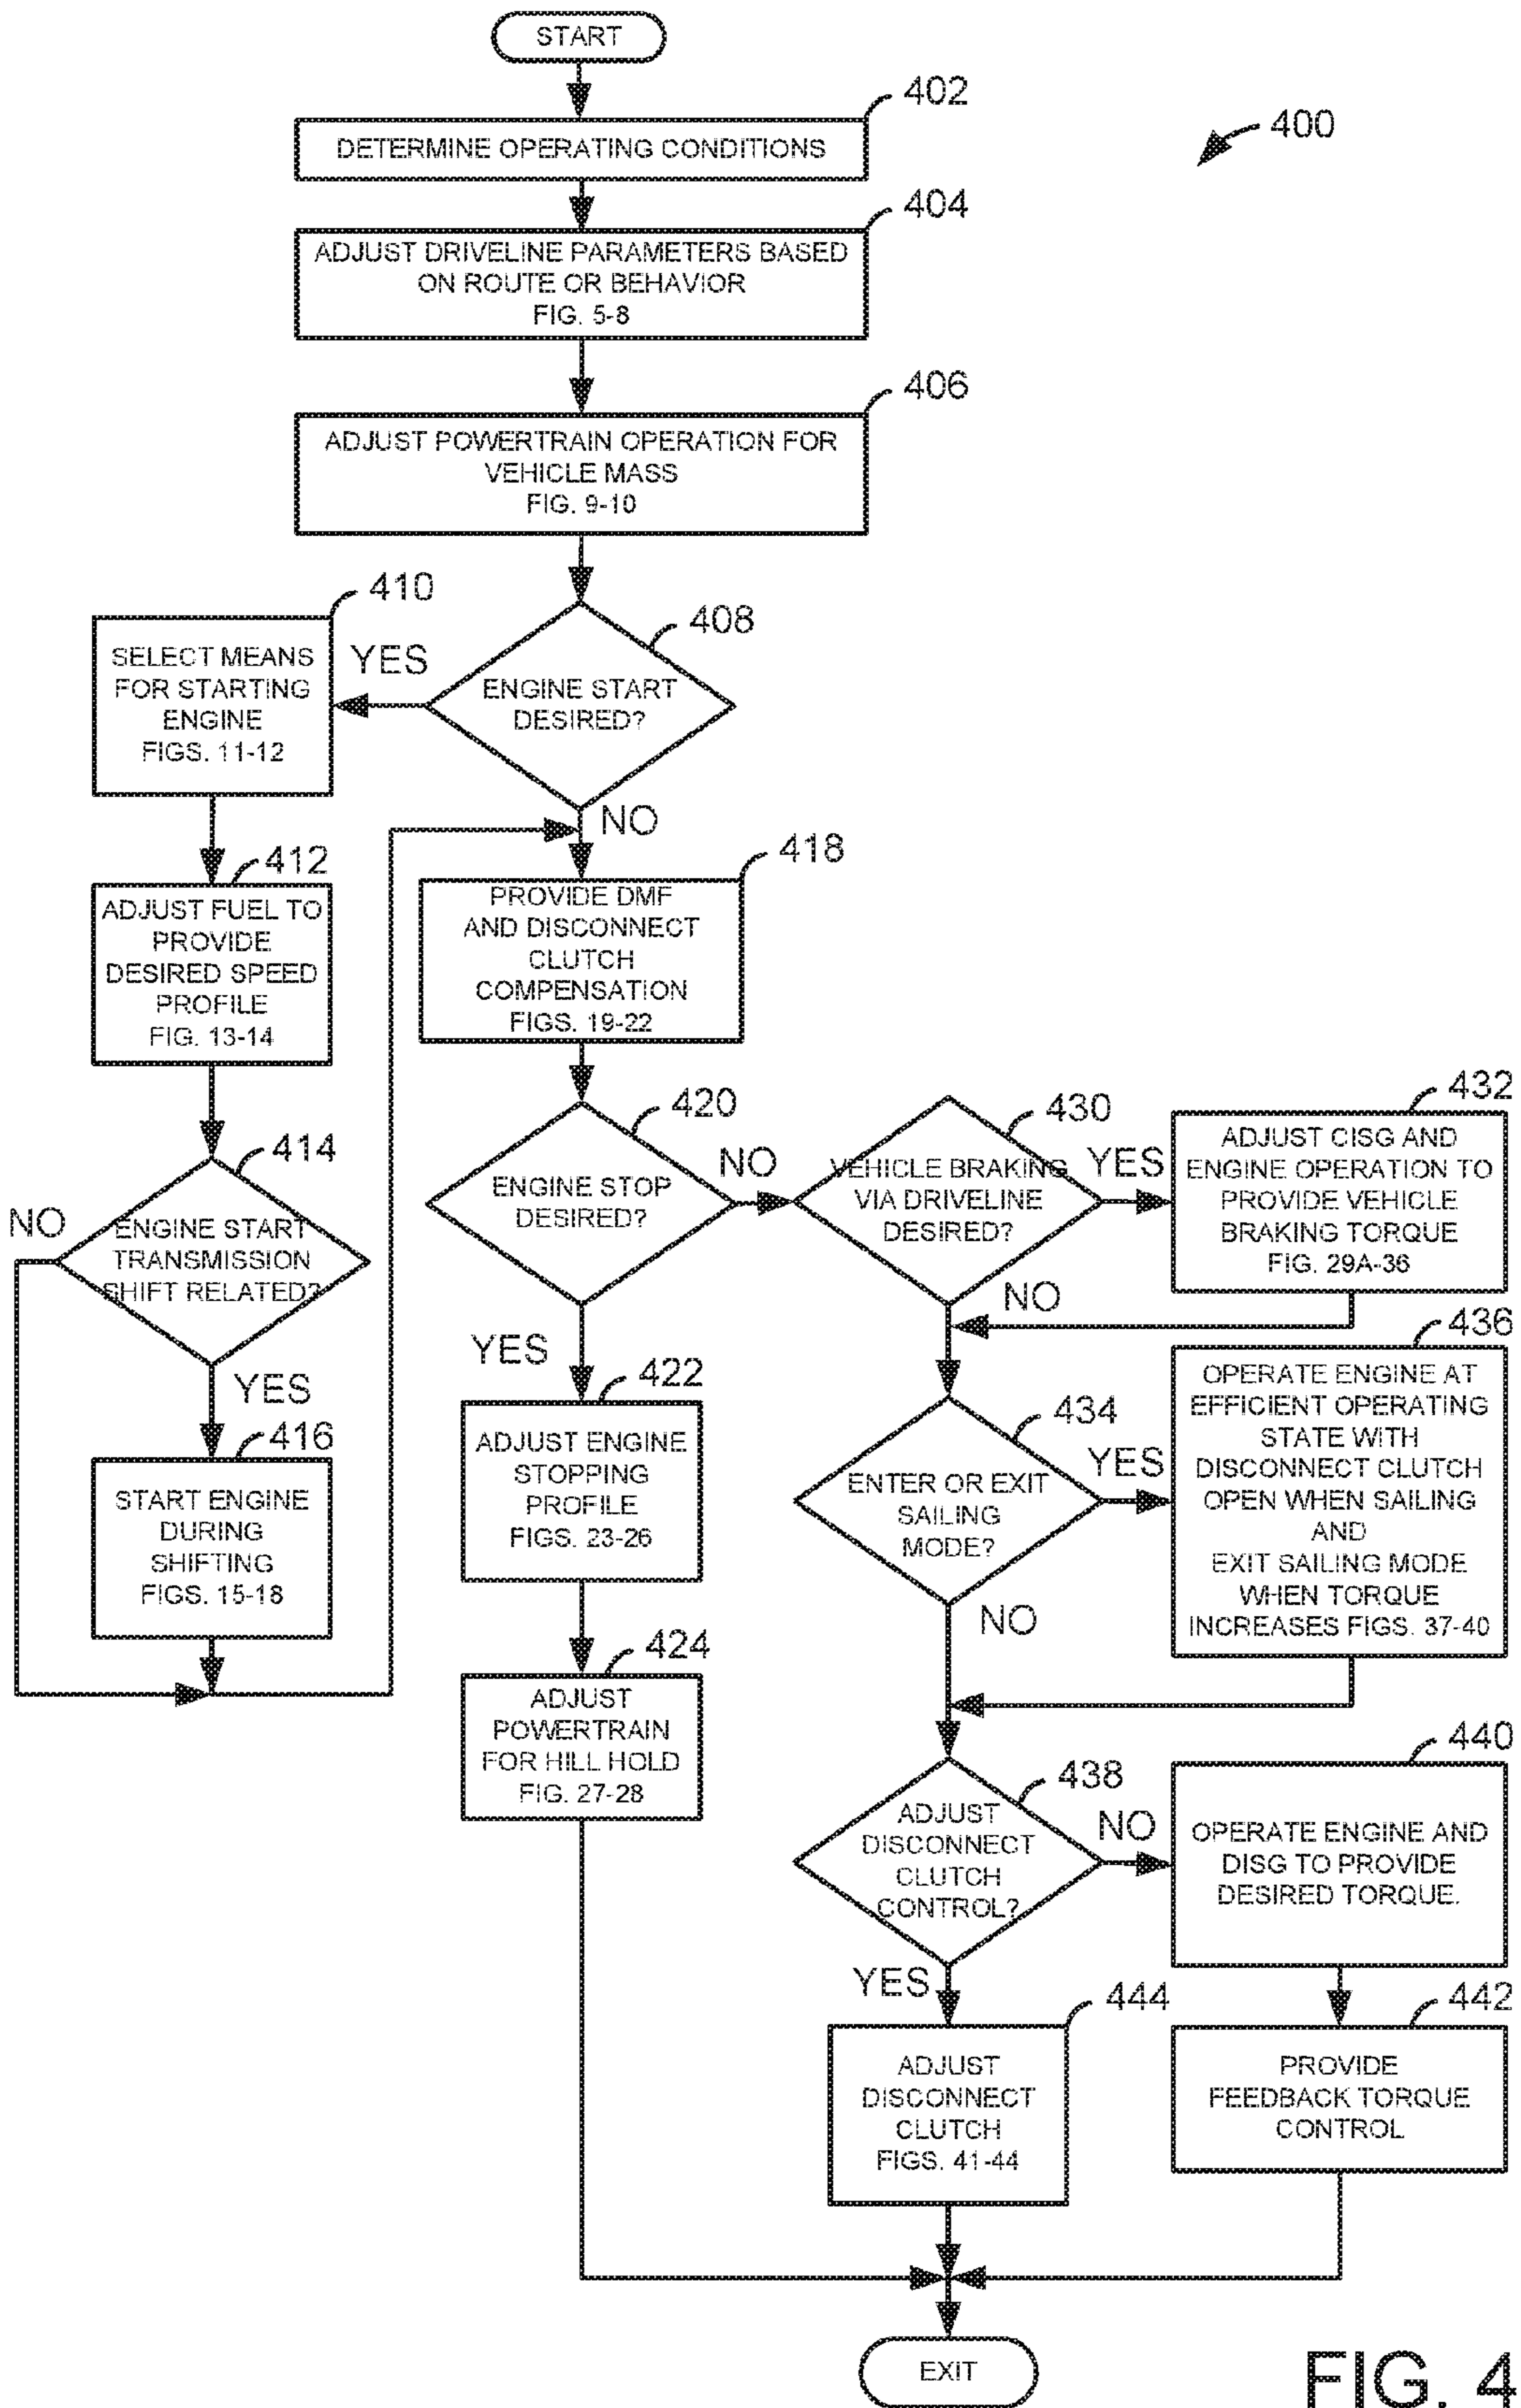 START
402
DETERMINE OPERATING CONDITIONS
400
404
ADJUST DRIVELINE PARAMETERS BASED
ON ROUTE OR BEHAVIOR
FIG. 5-8
406
ADJUST POWERTRAIN OPERATION FOR
VEHICLE MASS
FIG. 9-10
408
ENGINE START
DESIRED?
YES
NO
410
SELECT MEANS
FOR STARTING
ENGINE
FIGS. 11-12
412
ADJUST FUEL TO
PROVIDE
DESIRED SPEED
PROFILE
FIG. 13-14
414
ENGINE START
TRANSMISSION
SHIFT RELATED?
NO
YES
416
START ENGINE
DURING
SHIFTING
FIGS. 15-18
418
PROVIDE DMF
AND DISCONNECT
CLUTCH
COMPENSATION
FIGS. 19-22
420
ENGINE STOP
DESIRED?
NO
YES
422
ADJUST ENGINE
STOPPING
PROFILE
FIGS. 23-26
424
ADJUST
POWERTRAIN
FOR HILL HOLD
FIG. 27-28
430
VEHICLE BRAKING
VIA DRIVELINE
DESIRED?
YES
NO
432
ADJUST CISG AND
ENGINE OPERATION TO
PROVIDE VEHICLE
BRAKING TORQUE
FIG. 29A-36
434
ENTER OR EXIT
SAILING
MODE?
YES
NO
436
OPERATE ENGINE AT
EFFICIENT OPERATING
STATE WITH
DISCONNECT CLUTCH
OPEN WHEN SAILING
AND
EXIT SAILING MODE
WHEN TORQUE
INCREASES FIGS. 37-40
438
ADJUST
DISCONNECT
CLUTCH
CONTROL?
NO
YES
440
OPERATE ENGINE AND
DISG TO PROVIDE
DESIRED TORQUE.
442
PROVIDE
FEEDBACK TORQUE
CONTROL
444
ADJUST
DISCONNECT
CLUTCH
FIGS. 41-44
EXIT
FIG. 4